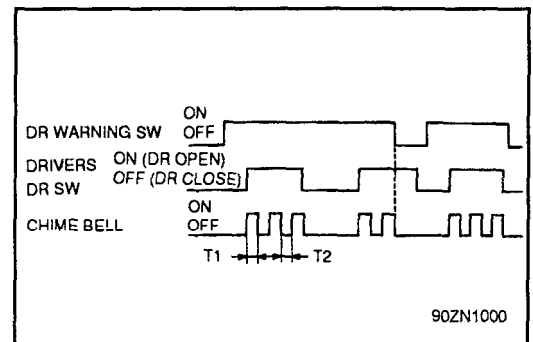 ON
DR WARNING SW OFF
DRIVERS ON (DR OPEN)
DR SW OFF (DR CLOSE)
ON
CHIME BELL OFF
T1 T2
90ZN1000